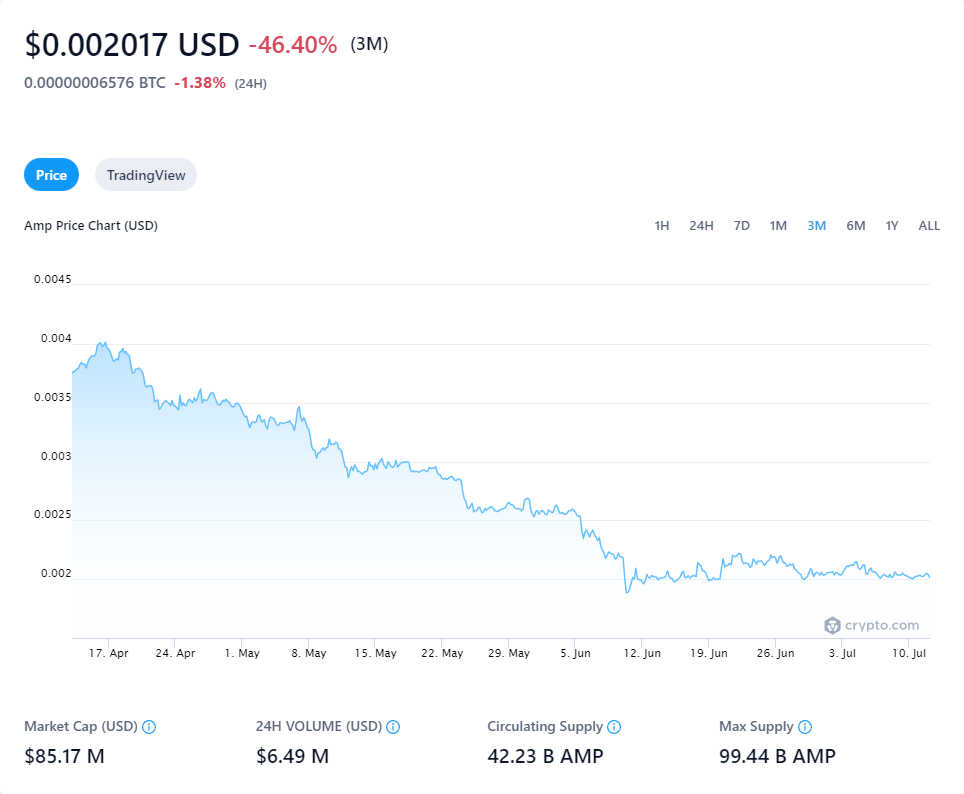 $0.002017 USD -46.40% (3M)
0.00000006576 BTC -1.38% (24H)
Price TradingView
Amp Price Chart (USD) 1H 24H 7D 1M 3M 6M 1Y ALL
0.0045
0.004
0.0035
0.003
0.0025
0.002
crypto.com
17. Apr 24. Apr 1. May 8. May 15. May 22. May 29. May 5. Jun 12. Jun 19. Jun 26. Jun 3. Jul 10. Jul
Market Cap (USD) 24H VOLUME (USD) Circulating Supply Max Supply
$85.17 M $6.49 M 42.23 B AMP 99.44 B AMP